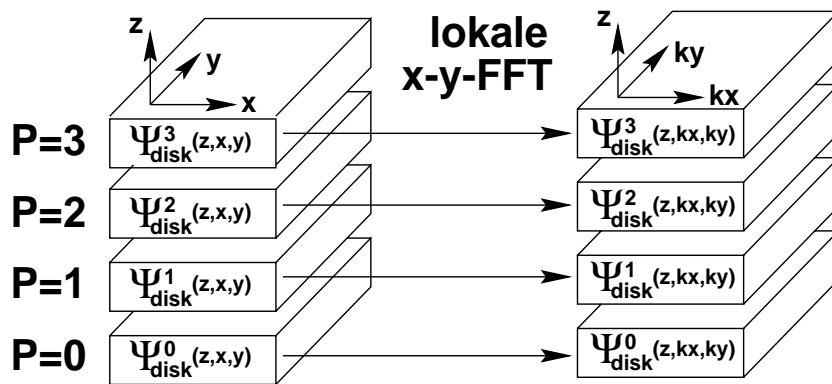 z
y
x
lokale
x-y-FFT
z
ky
kx
P=3
Ψ³disk(z,x,y)
Ψ³disk(z,kx,ky)
P=2
Ψ²disk(z,x,y)
Ψ²disk(z,kx,ky)
P=1
Ψ¹disk(z,x,y)
Ψ¹disk(z,kx,ky)
P=0
Ψ⁰disk(z,x,y)
Ψ⁰disk(z,kx,ky)